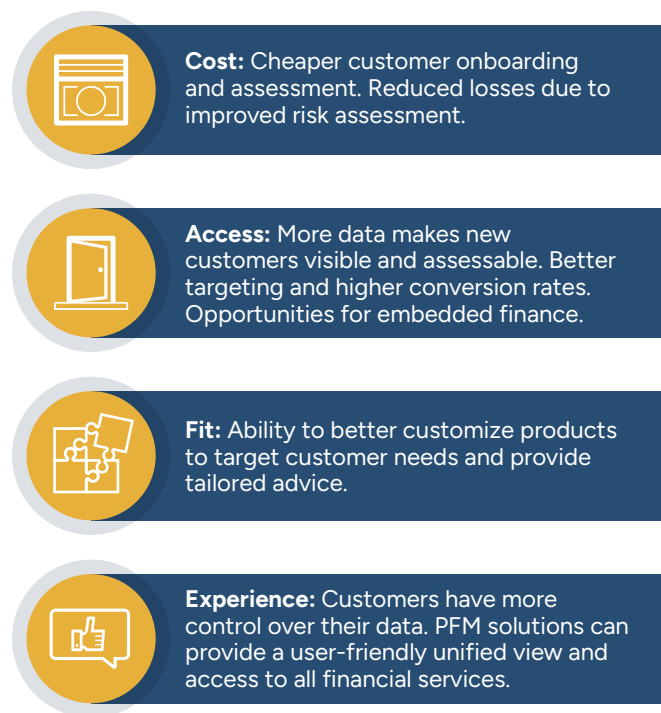 Cost: Cheaper customer onboarding
and assessment. Reduced losses due to
improved risk assessment.
Access: More data makes new
customers visible and assessable. Better
targeting and higher conversion rates.
Opportunities for embedded finance.
Fit: Ability to better customize products
to target customer needs and provide
tailored advice.
Experience: Customers have more
control over their data. PFM solutions can
provide a user-friendly unified view and
access to all financial services.